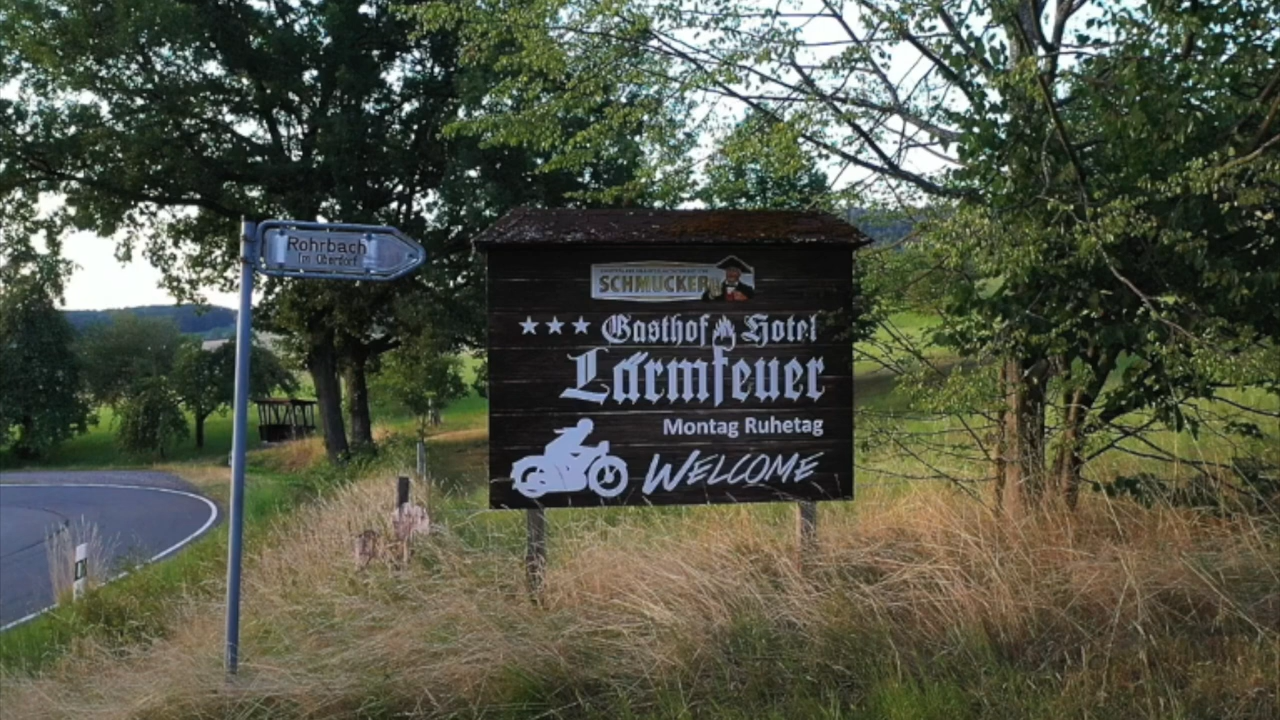 Rohrbach
Im Oberdorf
SCHMUCKER
Gasthof Hotel
Lärmfeuer
Montag Ruhetag
WELCOME